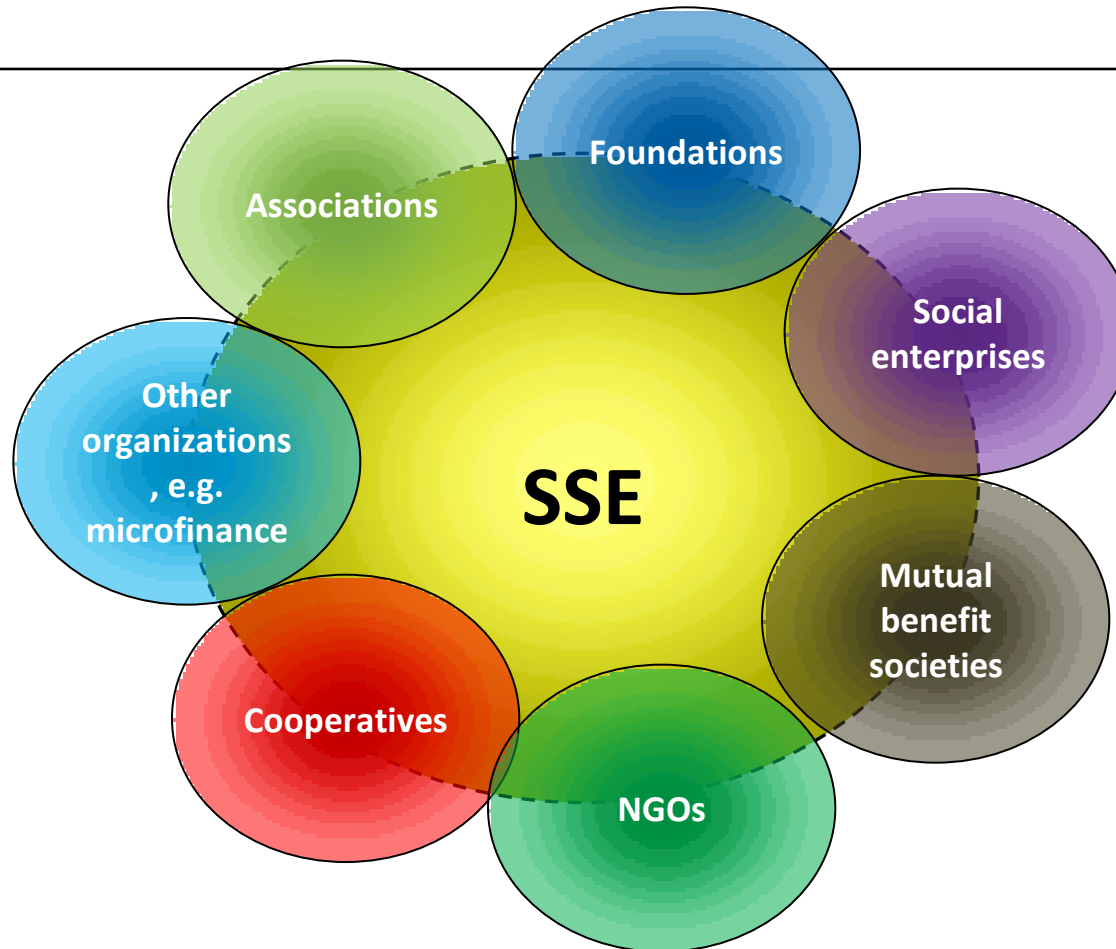 Foundations
Associations
Social
enterprises
Other
organizations
, e.g.
microfinance
SSE
Mutual
benefit
societies
Cooperatives
NGOs